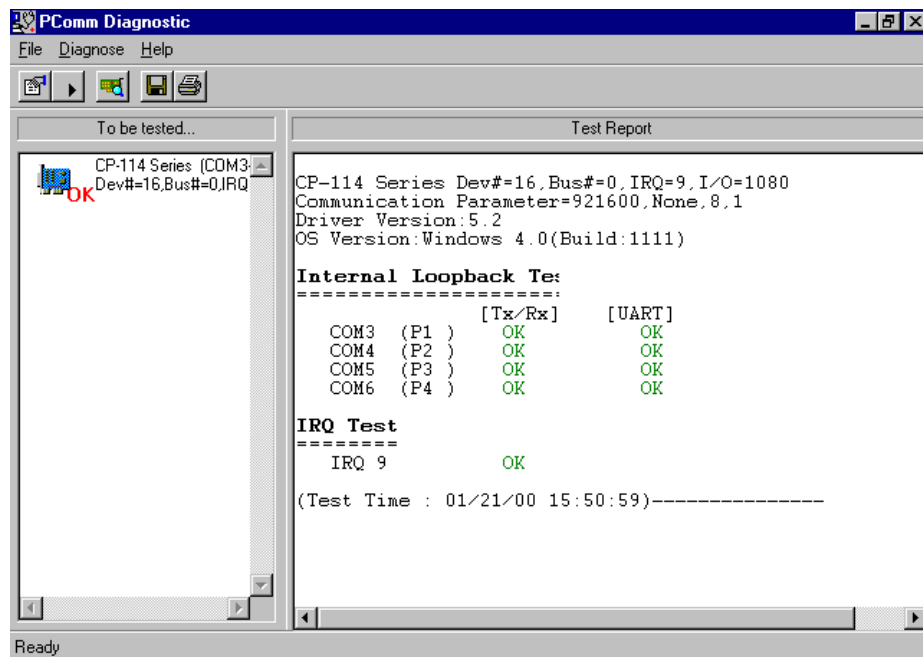 PComm Diagnostic
File Diagnose Help
To be tested...
CP-114 Series (COM3-
Dev#=16,Bus#=0,IRQ
OK
Test Report
CP-114 Series Dev#=16,Bus#=0,IRQ=9,I/O=1080
Communication Parameter=921600,None,8,1
Driver Version:5.2
OS Version:Windows 4.0(Build:1111)
Internal Loopback Tes
=====================
[Tx/Rx] [UART]
COM3 (P1 ) OK OK
COM4 (P2 ) OK OK
COM5 (P3 ) OK OK
COM6 (P4 ) OK OK
IRQ Test
========
IRQ 9 OK
(Test Time : 01/21/00 15:50:59)---------------
Ready